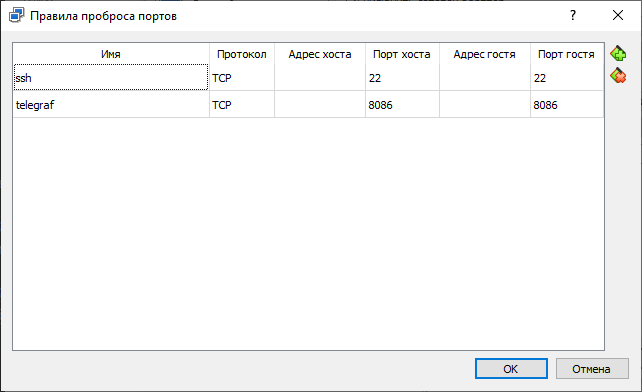 Правила проброса портов
Имя Протокол Адрес хоста Порт хоста Адрес гостя Порт гостя
ssh TCP 22 22
telegraf TCP 8086 8086
OK Отмена